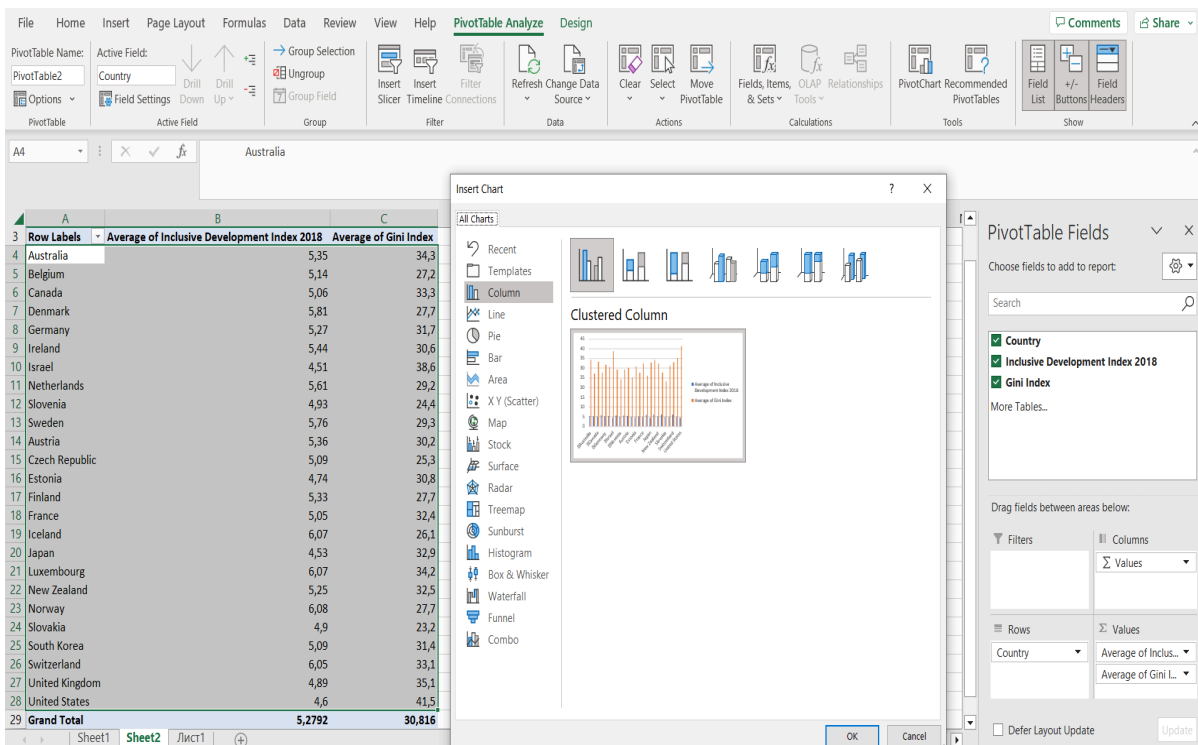 File Home Insert Page Layout Formulas Data Review View Help PivotTable Analyze Design Comments Share
PivotTable Name: Active Field:
PivotTable2 Country
Options Field Settings Drill Down Drill Up
Group Selection
Ungroup
Group Field
Insert Slicer Insert Timeline Filter Connections
Refresh Change Data Source
Clear Select Move PivotTable
Fields, Items, & Sets OLAP Tools Relationships
PivotChart Recommended PivotTables
Field List +/- Buttons Field Headers
PivotTable Active Field Group Filter Data Actions Calculations Tools Show
A4 fx Australia
A B C
3 Row Labels Average of Inclusive Development Index 2018 Average of Gini Index
4 Australia 5,35 34,3
5 Belgium 5,14 27,2
6 Canada 5,06 33,3
7 Denmark 5,81 27,7
8 Germany 5,27 31,7
9 Ireland 5,44 30,6
10 Israel 4,51 38,6
11 Netherlands 5,61 29,2
12 Slovenia 4,93 24,4
13 Sweden 5,76 29,3
14 Austria 5,36 30,2
15 Czech Republic 5,09 25,3
16 Estonia 4,74 30,8
17 Finland 5,33 27,7
18 France 5,05 32,4
19 Iceland 6,07 26,1
20 Japan 4,53 32,9
21 Luxembourg 6,07 34,2
22 New Zealand 5,25 32,5
23 Norway 6,08 27,7
24 Slovakia 4,9 23,2
25 South Korea 5,09 31,4
26 Switzerland 6,05 33,1
27 United Kingdom 4,89 35,1
28 United States 4,6 41,5
29 Grand Total 5,2792 30,816
Sheet1 Sheet2 Лист1
Insert Chart ? X
All Charts
Recent
Templates
Column
Line
Pie
Bar
Area
X Y (Scatter)
Map
Stock
Surface
Radar
Treemap
Sunburst
Histogram
Box & Whisker
Waterfall
Funnel
Combo
Clustered Column
Average of Inclusive
Development Index 2018
Average of Gini Index
OK Cancel
PivotTable Fields
Choose fields to add to report:
Search
Country
Inclusive Development Index 2018
Gini Index
More Tables...
Drag fields between areas below:
Filters Columns
Σ Values
Rows Σ Values
Country Average of Inclus...
Average of Gini I...
Defer Layout Update Update